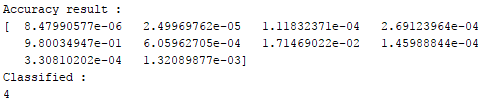 Accuracy result :
[ 8.47990577e-06 2.49969762e-05 1.11832371e-04 2.69123964e-04
9.80034947e-01 6.05962705e-04 1.71469022e-02 1.45988844e-04
3.30810202e-04 1.32089877e-03]
Classified :
4